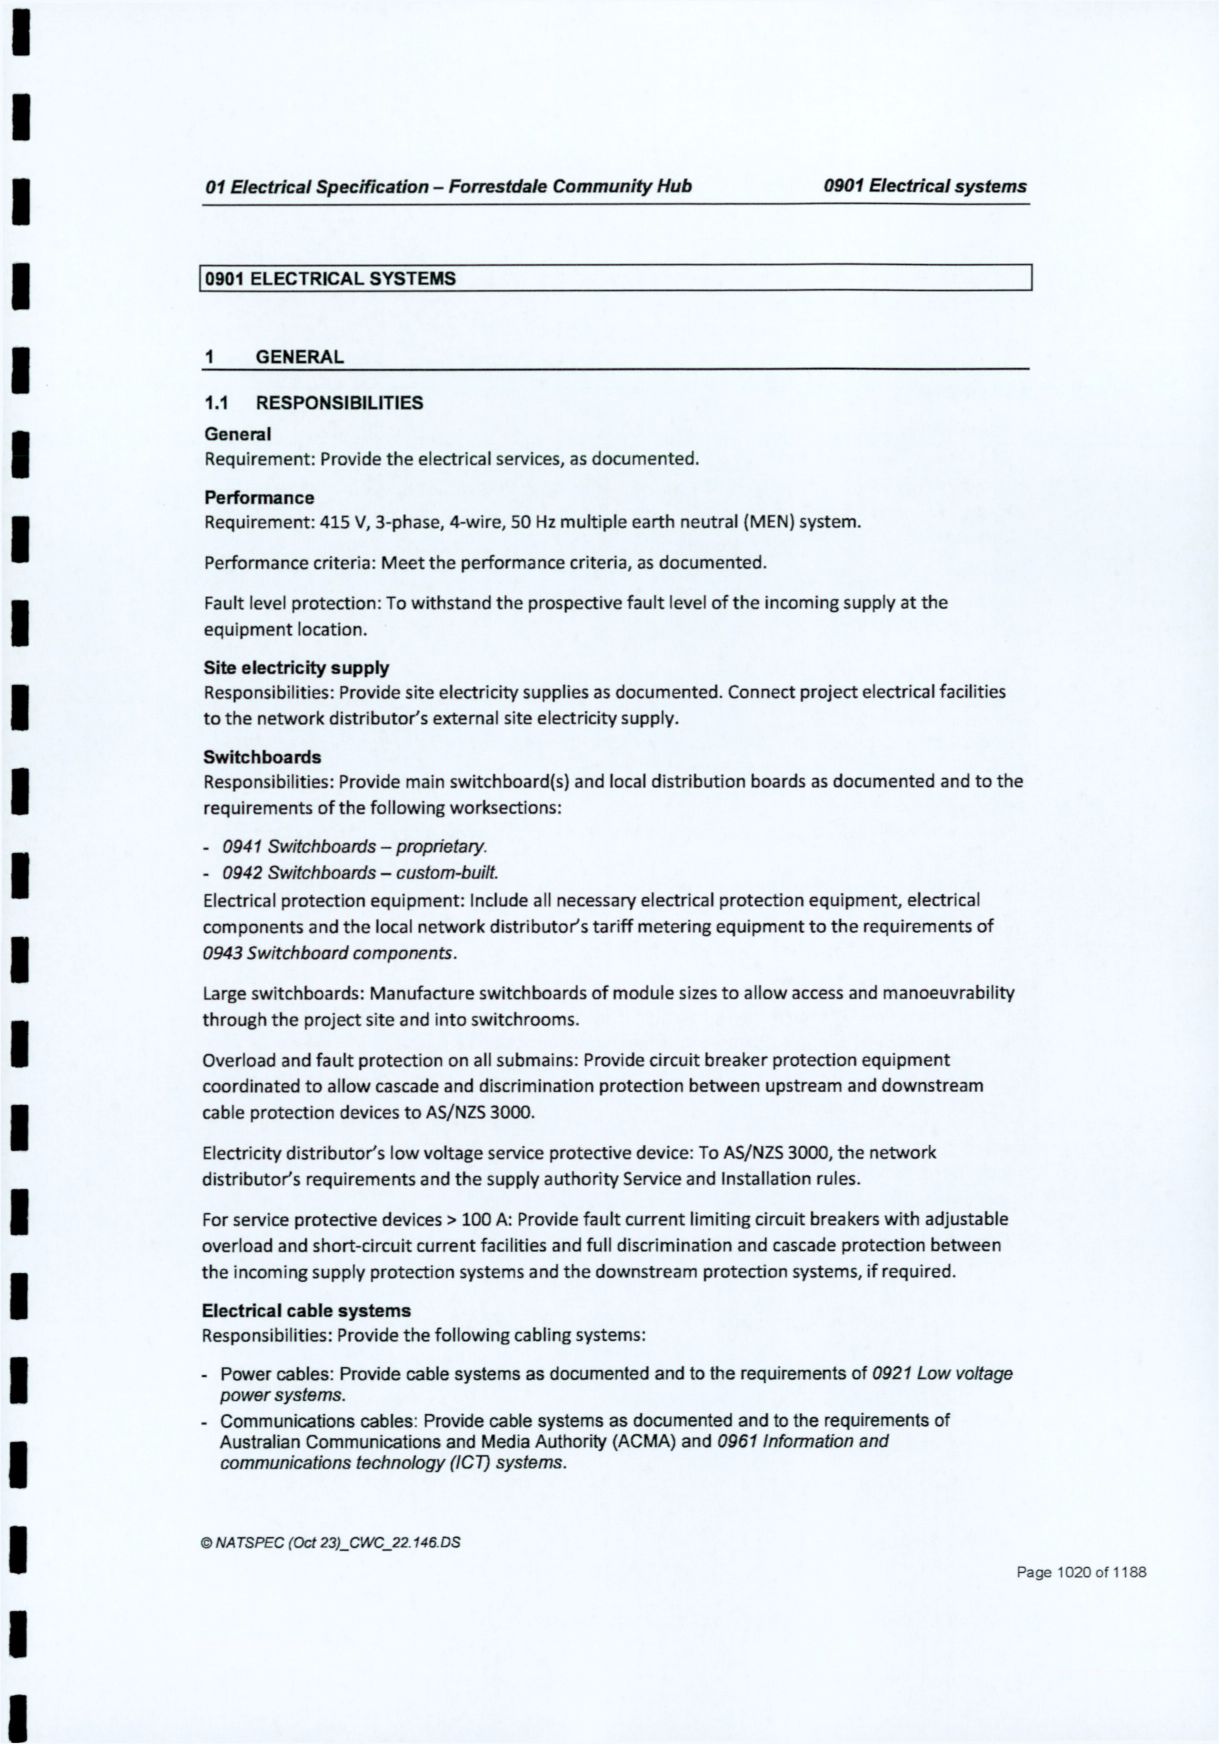 01 Electrical Specification – Forrestdale Community Hub 0901 Electrical systems
0901 ELECTRICAL SYSTEMS
1 GENERAL
1.1 RESPONSIBILITIES
General
Requirement: Provide the electrical services, as documented.
Performance
Requirement: 415 V, 3-phase, 4-wire, 50 Hz multiple earth neutral (MEN) system.
Performance criteria: Meet the performance criteria, as documented.
Fault level protection: To withstand the prospective fault level of the incoming supply at the
equipment location.
Site electricity supply
Responsibilities: Provide site electricity supplies as documented. Connect project electrical facilities
to the network distributor's external site electricity supply.
Switchboards
Responsibilities: Provide main switchboard(s) and local distribution boards as documented and to the
requirements of the following worksections:
- 0941 Switchboards – proprietary.
- 0942 Switchboards – custom-built.
Electrical protection equipment: Include all necessary electrical protection equipment, electrical
components and the local network distributor's tariff metering equipment to the requirements of
0943 Switchboard components.
Large switchboards: Manufacture switchboards of module sizes to allow access and manoeuvrability
through the project site and into switchrooms.
Overload and fault protection on all submains: Provide circuit breaker protection equipment
coordinated to allow cascade and discrimination protection between upstream and downstream
cable protection devices to AS/NZS 3000.
Electricity distributor's low voltage service protective device: To AS/NZS 3000, the network
distributor's requirements and the supply authority Service and Installation rules.
For service protective devices > 100 A: Provide fault current limiting circuit breakers with adjustable
overload and short-circuit current facilities and full discrimination and cascade protection between
the incoming supply protection systems and the downstream protection systems, if required.
Electrical cable systems
Responsibilities: Provide the following cabling systems:
- Power cables: Provide cable systems as documented and to the requirements of 0921 Low voltage
power systems.
- Communications cables: Provide cable systems as documented and to the requirements of
Australian Communications and Media Authority (ACMA) and 0961 Information and
communications technology (ICT) systems.
© NATSPEC (Oct 23)_CWC_22.146.DS
Page 1020 of 1188